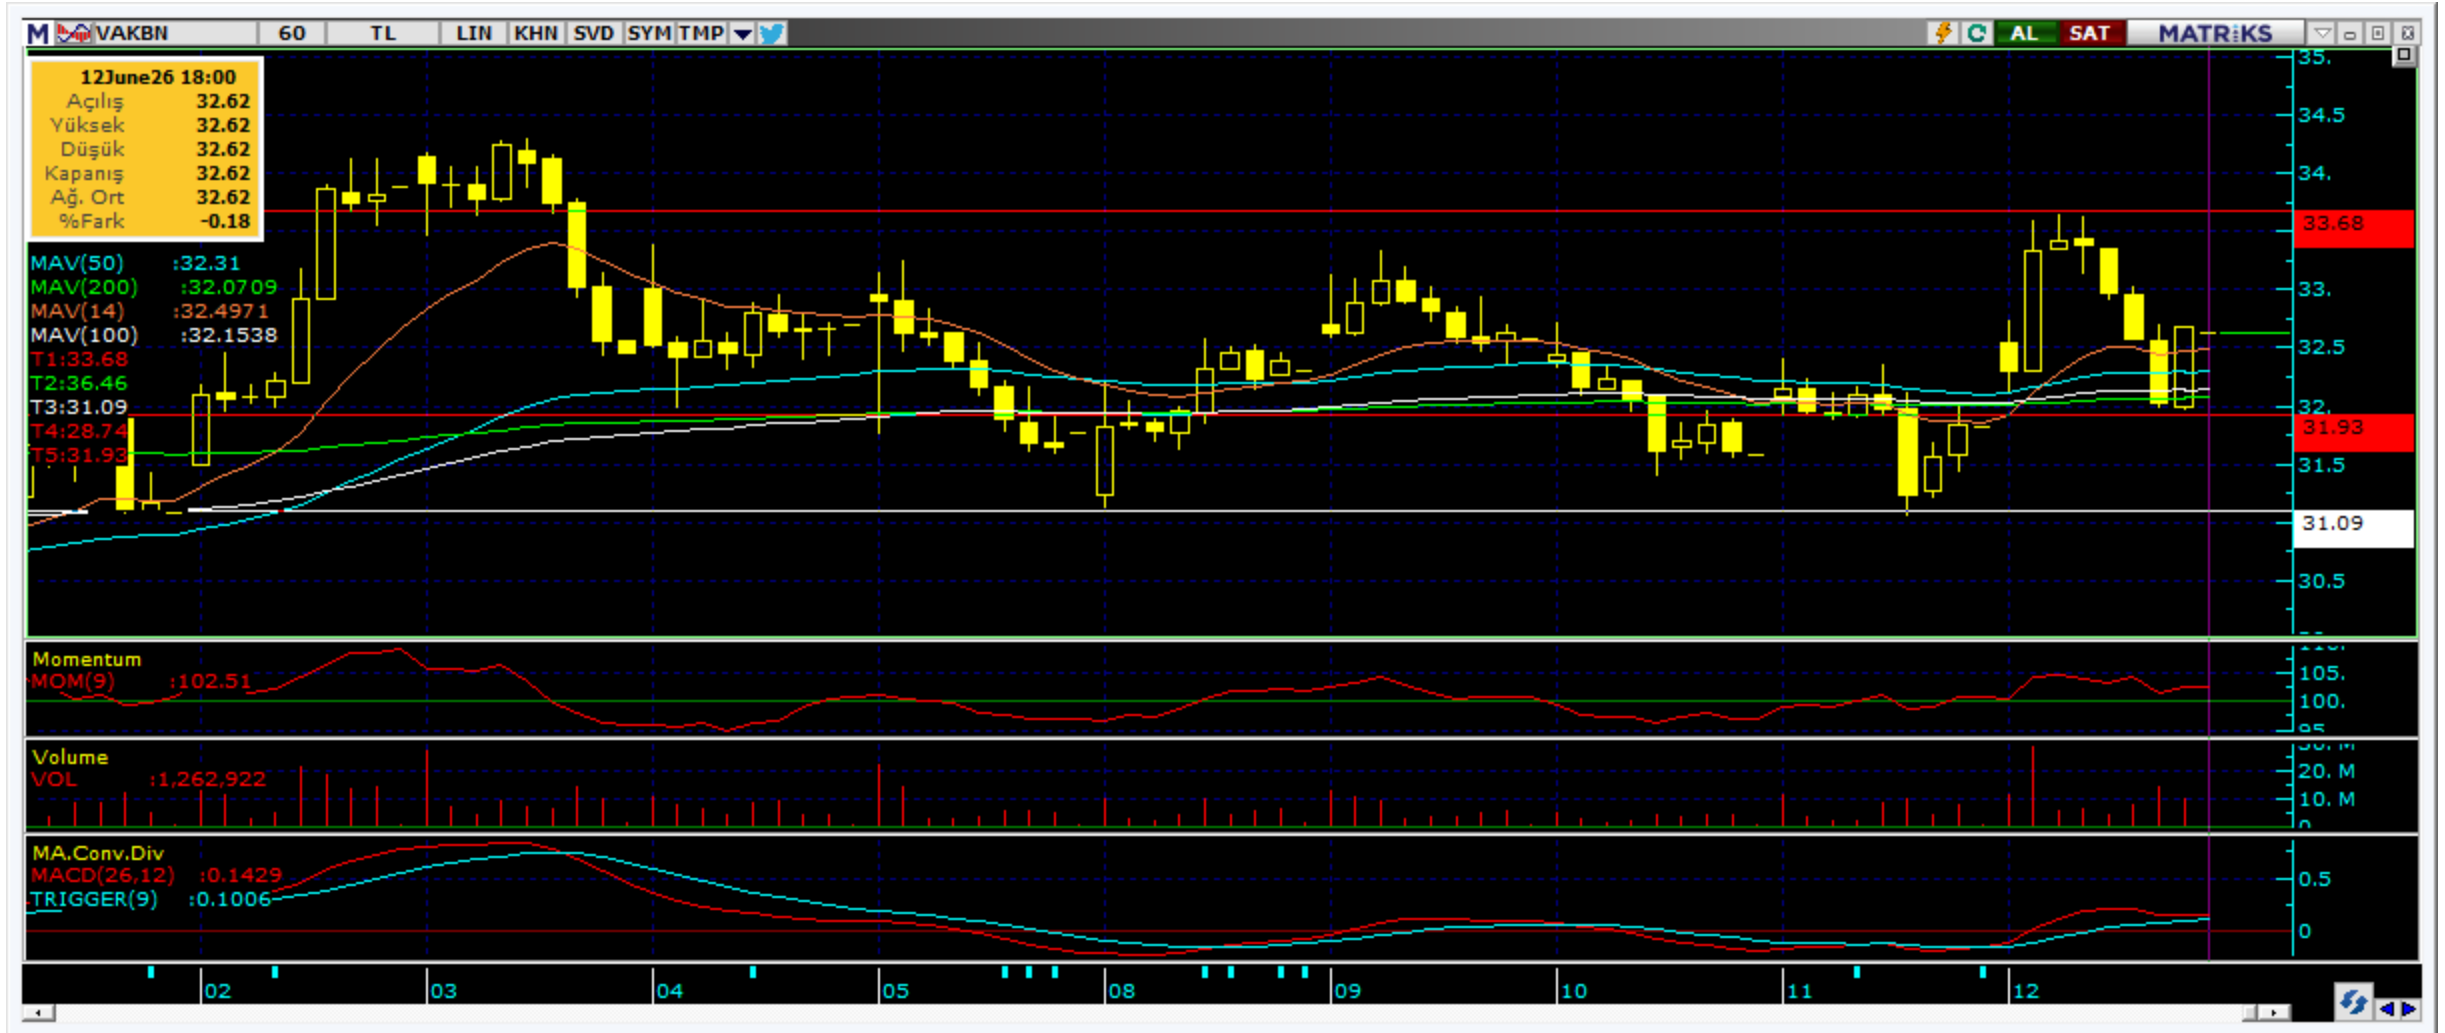 M VAKBN 60 TL LIN KHN SVD SYM TMP AL SAT MATRiKS
12June26 18:00
Açılış 32.62
Yüksek 32.62
Düşük 32.62
Kapanış 32.62
Ağ. Ort 32.62
%Fark -0.18
MAV(50) :32.31
MAV(200) :32.0709
MAV(14) :32.4971
MAV(100) :32.1538
T1:33.68
T2:36.46
T3:31.09
T4:28.74
T5:31.93
35.
34.5
34.
33.68
33.
32.5
32.
31.93
31.5
31.09
30.5
Momentum
MOM(9) :102.51
105.
100.
95
Volume
VOL :1,262,922
20. M
10. M
0
MA.Conv.Div
MACD(26,12) :0.1429
TRIGGER(9) :0.1006
0.5
0
02 03 04 05 08 09 10 11 12